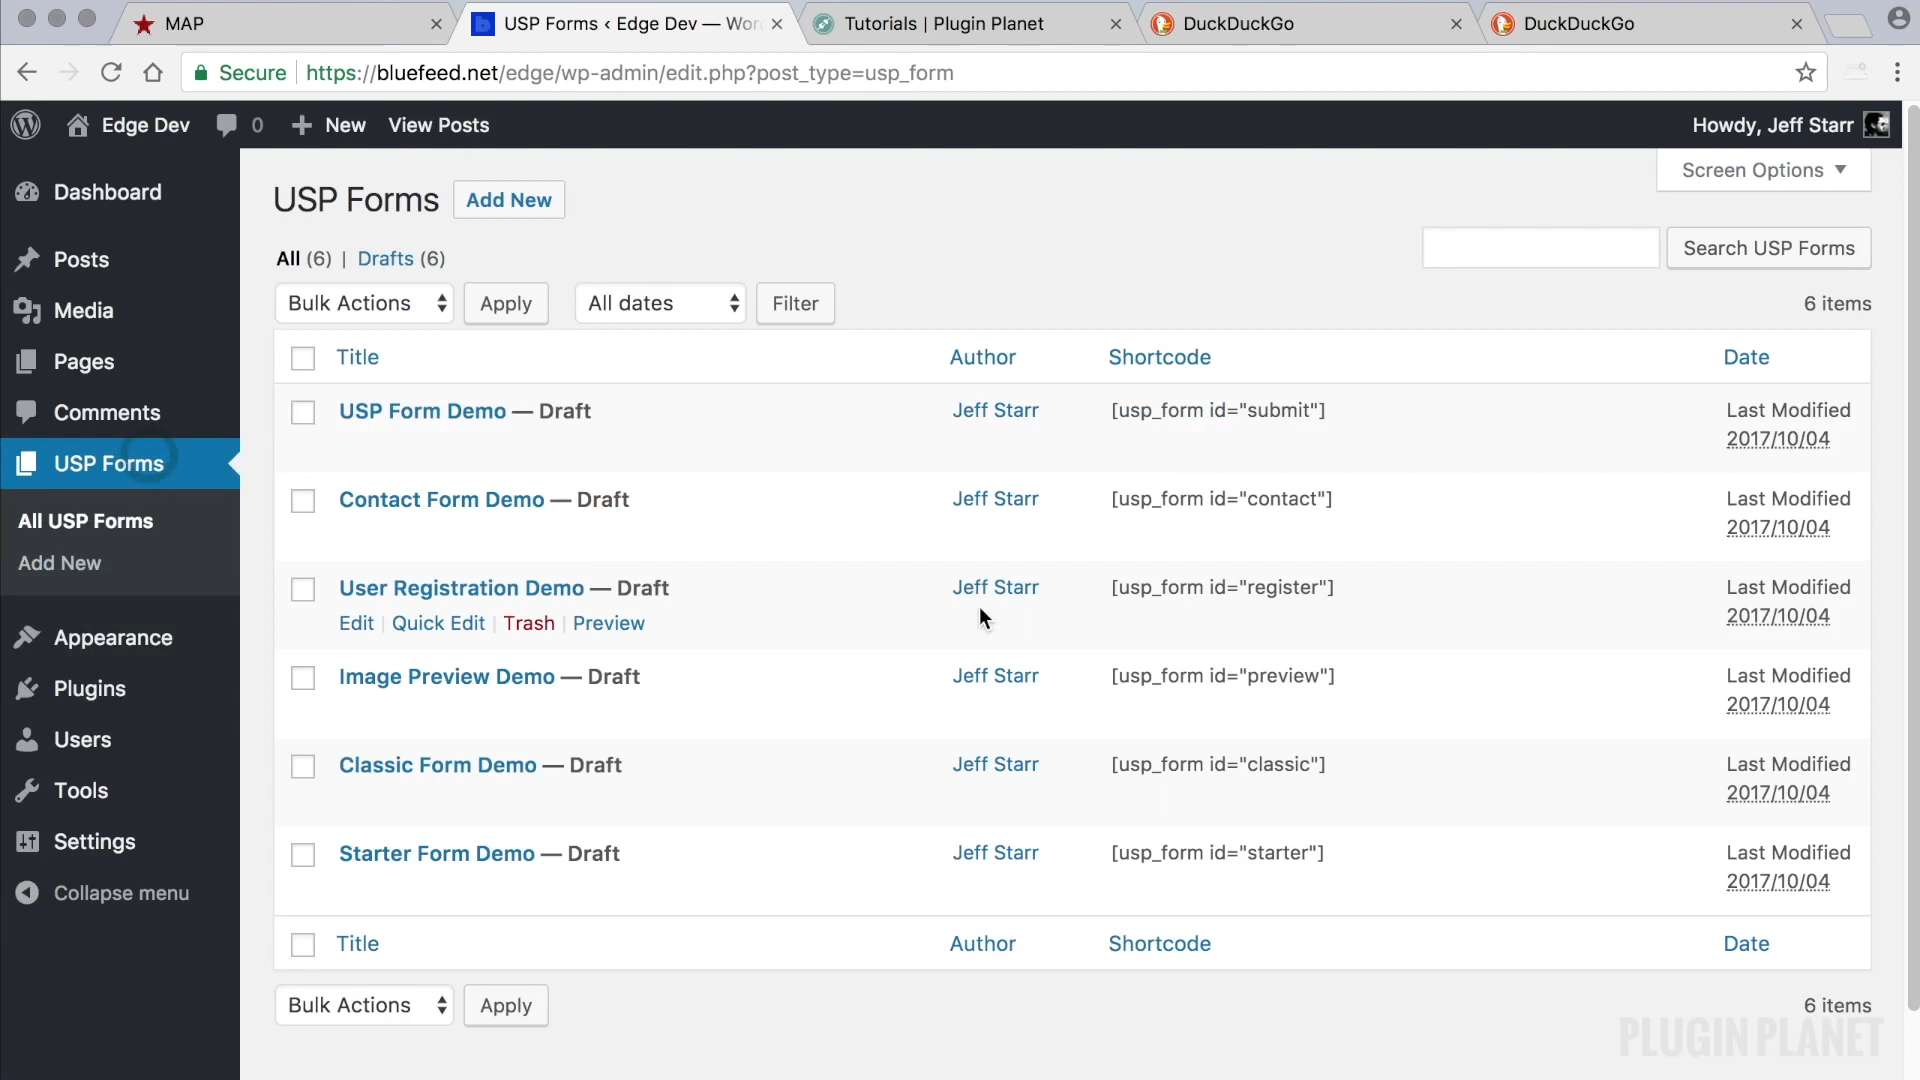 MAP
USP Forms ‹ Edge Dev — Wor
Tutorials | Plugin Planet
DuckDuckGo
DuckDuckGo
Secure
https://bluefeed.net/edge/wp-admin/edit.php?post_type=usp_form
Edge Dev
0
New
View Posts
Howdy, Jeff Starr
Dashboard
Posts
Media
Pages
Comments
USP Forms
All USP Forms
Add New
Appearance
Plugins
Users
Tools
Settings
Collapse menu
Screen Options
USP Forms
Add New
All (6) | Drafts (6)
Search USP Forms
Bulk Actions
Apply
All dates
Filter
6 items
Title
Author
Shortcode
Date
USP Form Demo — Draft
Jeff Starr
[usp_form id="submit"]
Last Modified
2017/10/04
Contact Form Demo — Draft
Jeff Starr
[usp_form id="contact"]
Last Modified
2017/10/04
User Registration Demo — Draft
Edit | Quick Edit | Trash | Preview
Jeff Starr
[usp_form id="register"]
Last Modified
2017/10/04
Image Preview Demo — Draft
Jeff Starr
[usp_form id="preview"]
Last Modified
2017/10/04
Classic Form Demo — Draft
Jeff Starr
[usp_form id="classic"]
Last Modified
2017/10/04
Starter Form Demo — Draft
Jeff Starr
[usp_form id="starter"]
Last Modified
2017/10/04
Title
Author
Shortcode
Date
Bulk Actions
Apply
6 items
PLUGIN PLANET